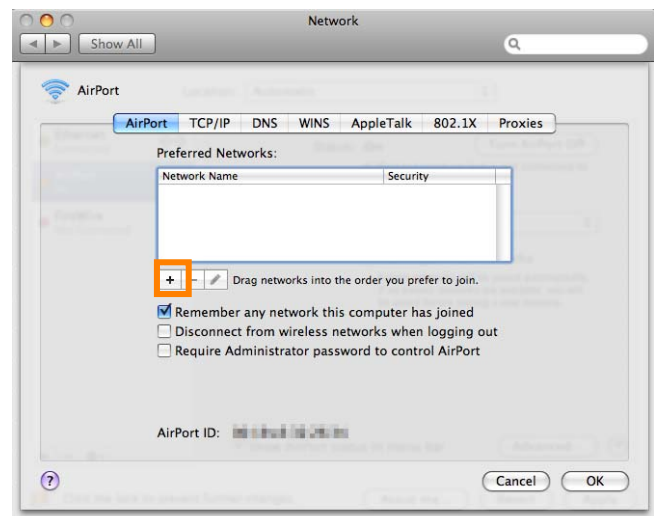 Network
Show All
AirPort
AirPort TCP/IP DNS WINS AppleTalk 802.1X Proxies
Preferred Networks:
Network Name Security
+ − Drag networks into the order you prefer to join.
Remember any network this computer has joined
Disconnect from wireless networks when logging out
Require Administrator password to control AirPort
AirPort ID:
? Cancel OK